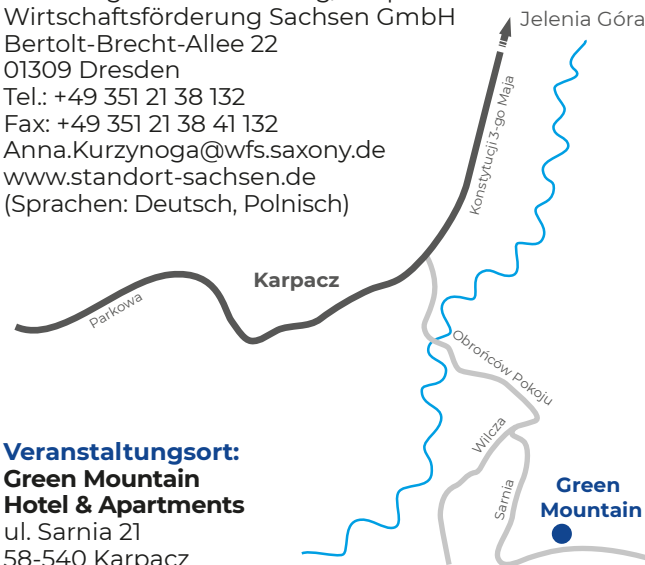 Wirtschaftsförderung Sachsen GmbH
Bertolt-Brecht-Allee 22
01309 Dresden
Tel.: +49 351 21 38 132
Fax: +49 351 21 38 41 132
Anna.Kurzynoga@wfs.saxony.de
www.standort-sachsen.de
(Sprachen: Deutsch, Polnisch)
Jelenia Góra
Konstytucji 3-go Maja
Karpacz
Parkowa
Obrońców Pokoju
Wilcza
Sarnia
Green
Mountain
Veranstaltungsort:
Green Mountain
Hotel & Apartments
ul. Sarnia 21
58-540 Karpacz